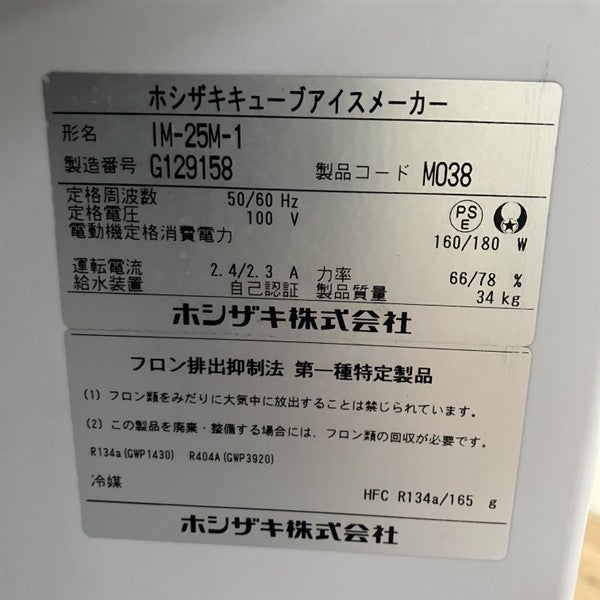 ホシザキキューブアイスメーカー
形名 IM-25M-1
製造番号 G129158 製品コード M038
定格周波数 50/60 Hz
定格電圧 100 V
電動機定格消費電力 160/180 W
PS
E
運転電流 2.4/2.3 A 力率 66/78 %
給水装置 自己認証 製品質量 34 kg
ホシザキ株式会社
フロン排出抑制法 第一種特定製品
(1) フロン類をみだりに大気中に放出することは禁じられています。
(2) この製品を廃棄・整備する場合には、フロン類の回収が必要です。
R134a(GWP1430) R404A(GWP3920)
冷媒 HFC R134a/165 g
ホシザキ株式会社